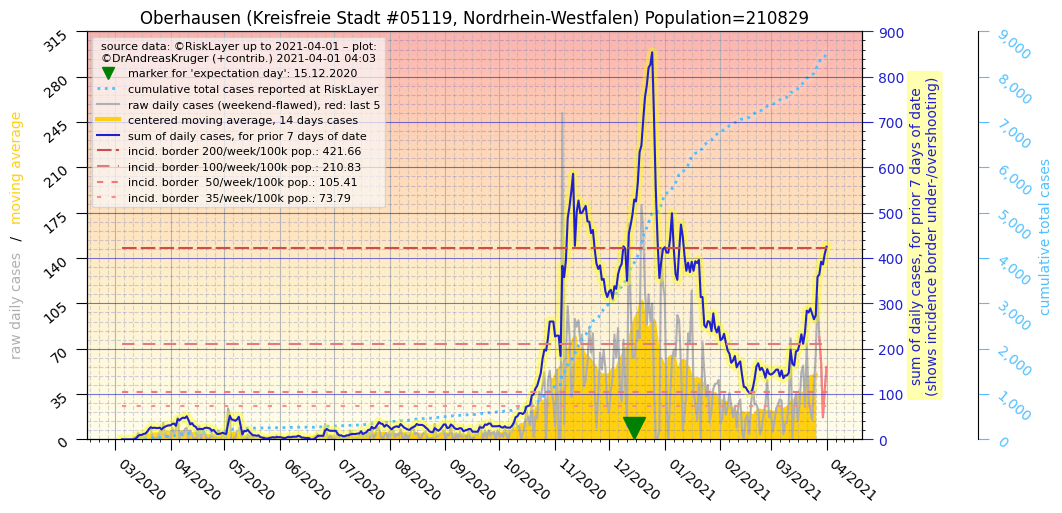 Oberhausen (Kreisfreie Stadt #05119, Nordrhein-Westfalen) Population=210829
source data: ©RiskLayer up to 2021-04-01 – plot:
©DrAndreasKruger (+contrib.) 2021-04-01 04:03
marker for 'expectation day': 15.12.2020
cumulative total cases reported at RiskLayer
raw daily cases (weekend-flawed), red: last 5
centered moving average, 14 days cases
sum of daily cases, for prior 7 days of date
incid. border 200/week/100k pop.: 421.66
incid. border 100/week/100k pop.: 210.83
incid. border  50/week/100k pop.: 105.41
incid. border  35/week/100k pop.: 73.79
raw daily cases  /  moving average
315
280
245
210
175
140
105
70
35
0
03/2020
04/2020
05/2020
06/2020
07/2020
08/2020
09/2020
10/2020
11/2020
12/2020
01/2021
02/2021
03/2021
04/2021
900
800
700
600
500
400
300
200
100
0
sum of daily cases, for prior 7 days of date
(shows incidence border under-/overshooting)
9,000
8,000
7,000
6,000
5,000
4,000
3,000
2,000
1,000
0
cumulative total cases